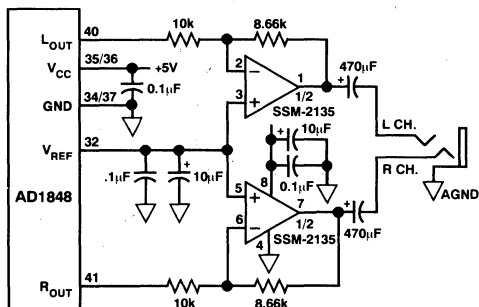 40
10k
8.66k
LOUT
35/36
VCC
+5V
0.1µF
34/37
GND
2
3
1
1/2
SSM-2135
470µF
L CH.
R CH.
AGND
32
VREF
.1µF
10µF
10µF
0.1µF
8
AD1848
5
6
7
1/2
SSM-2135
4
470µF
41
ROUT
10k
8.66k